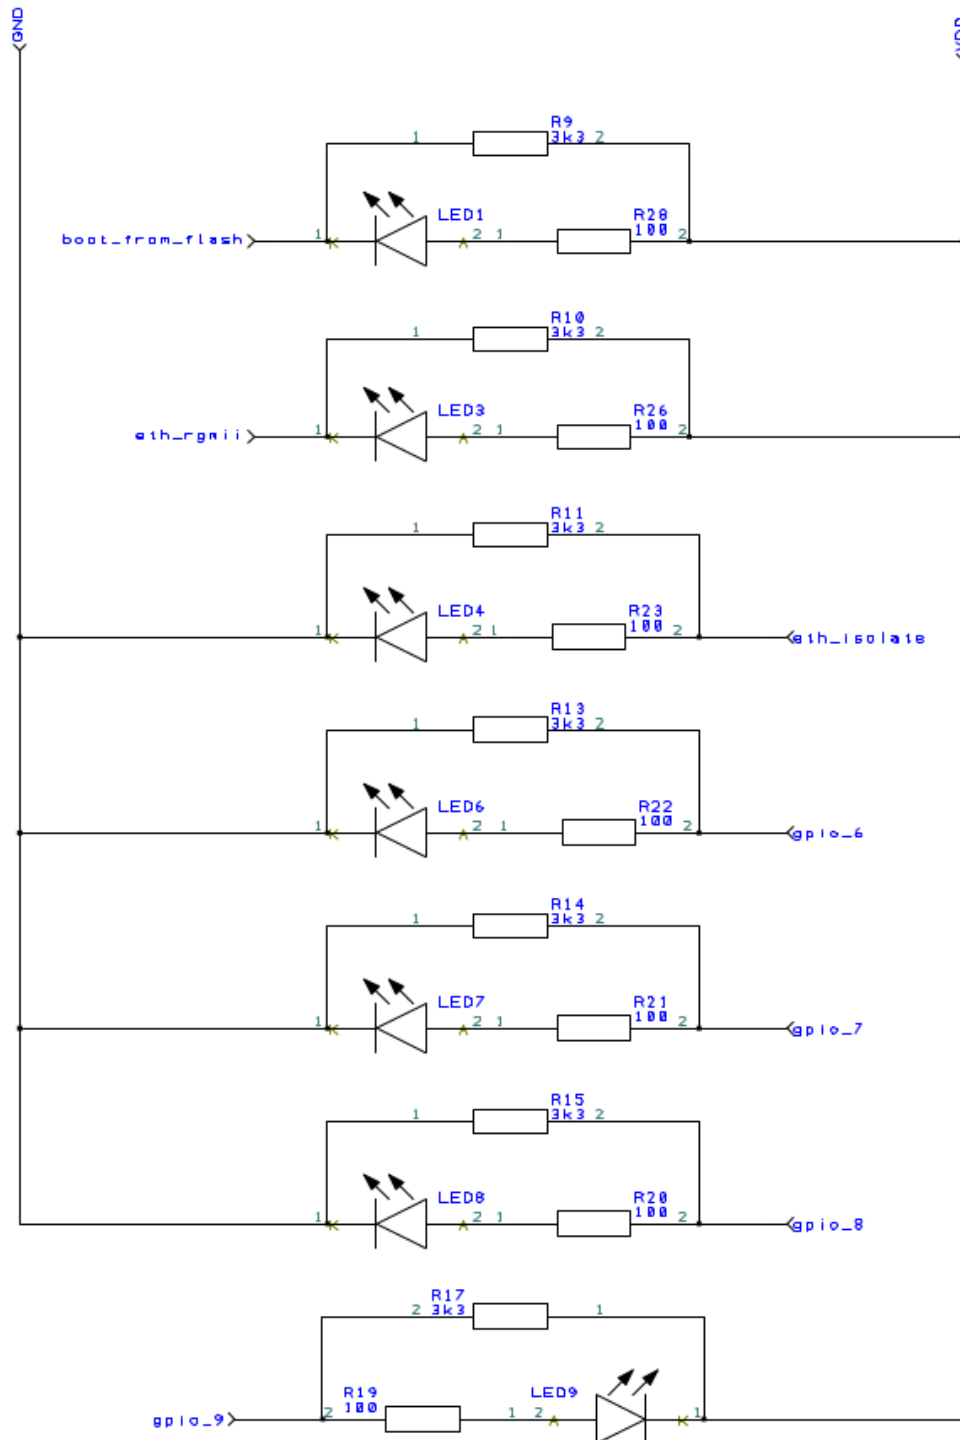 GND
VDD
R9
1 3k3 2
LED1
R28
100
boot_from_flash
1 K A 2 1 2
R10
1 3k3 2
LED3
R26
100
eth_rgmii
1 K A 2 1 2
R11
1 3k3 2
LED4
R23
100
1 K A 2 1 2
eth_isolate
R13
1 3k3 2
LED6
R22
100
1 K A 2 1 2
gpio_6
R14
1 3k3 2
LED7
R21
100
1 K A 2 1 2
gpio_7
R15
1 3k3 2
LED8
R20
100
1 K A 2 1 2
gpio_8
R17
2 3k3 1
R19
100
LED9
gpio_9
2 1 2 A K 1